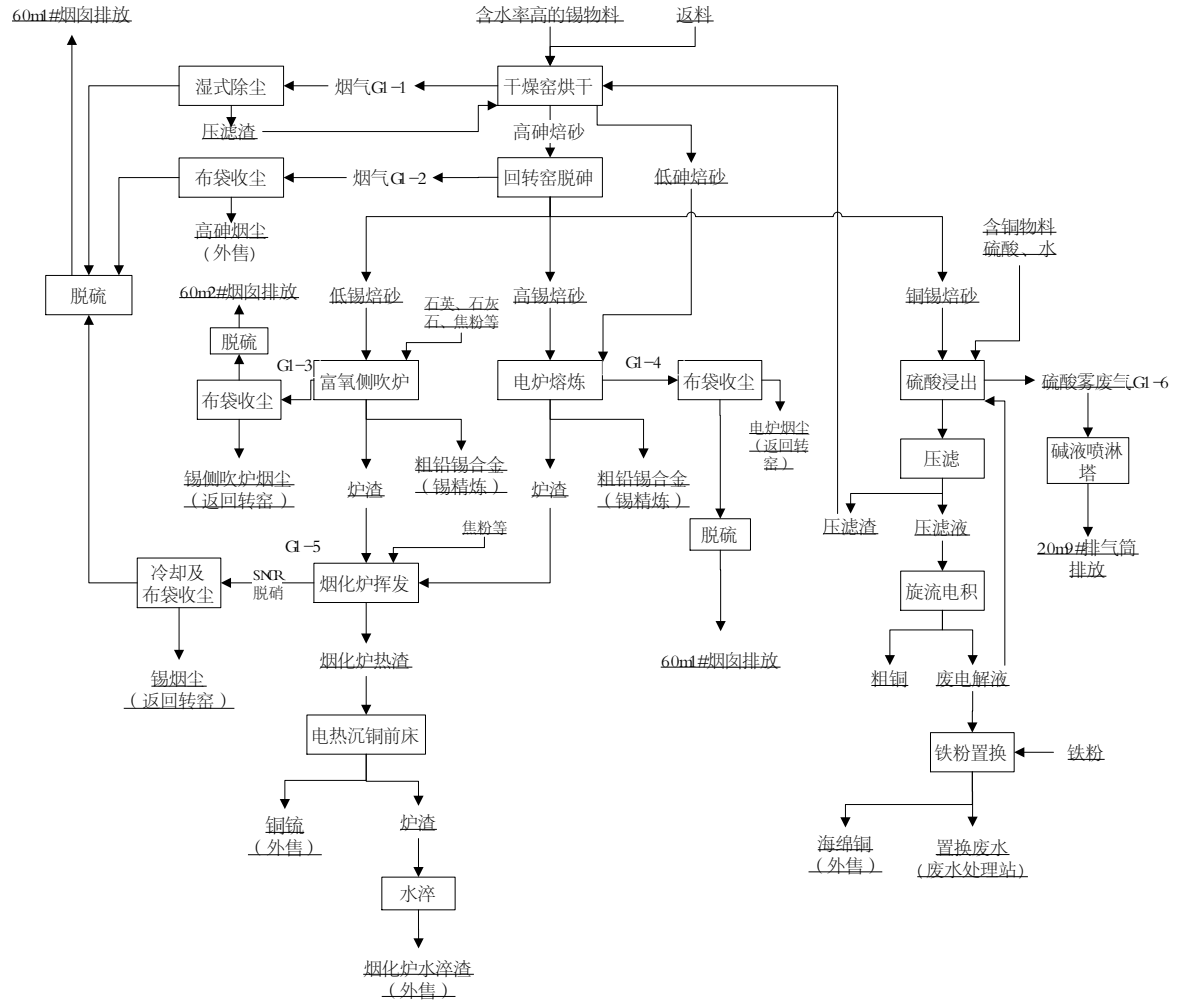 60m1#烟囱排放
含水率高的锡物料
返料
湿式除尘
烟气G1-1
干燥窑烘干
压滤渣
高砷焙砂
布袋收尘
烟气G1-2
回转窑脱砷
低砷焙砂
高砷烟尘
(外售)
含铜物料
硫酸、水
脱硫
60m2#烟囱排放
低锡焙砂
石英、石灰
石、焦粉等
高锡焙砂
铜锡焙砂
脱硫
G1-3
富氧侧吹炉
电炉熔炼
G1-4
布袋收尘
硫酸浸出
硫酸雾废气G1-6
布袋收尘
电炉烟尘
(返回转
窑)
压滤
碱液喷淋
塔
锡侧吹炉烟尘
(返回转窑)
炉渣
粗铅锡合金
(锡精炼)
炉渣
粗铅锡合金
(锡精炼)
压滤渣
压滤液
焦粉等
脱硫
G1-5
20m9#排气筒
排放
冷却及
布袋收尘
SNCR
脱硝
烟化炉挥发
旋流电积
烟化炉热渣
60m1#烟囱排放
锡烟尘
(返回转窑)
粗铜
废电解液
电热沉铜前床
铁粉置换
铁粉
铜锍
(外售)
炉渣
海绵铜
(外售)
置换废水
(废水处理站)
水淬
烟化炉水淬渣
(外售)